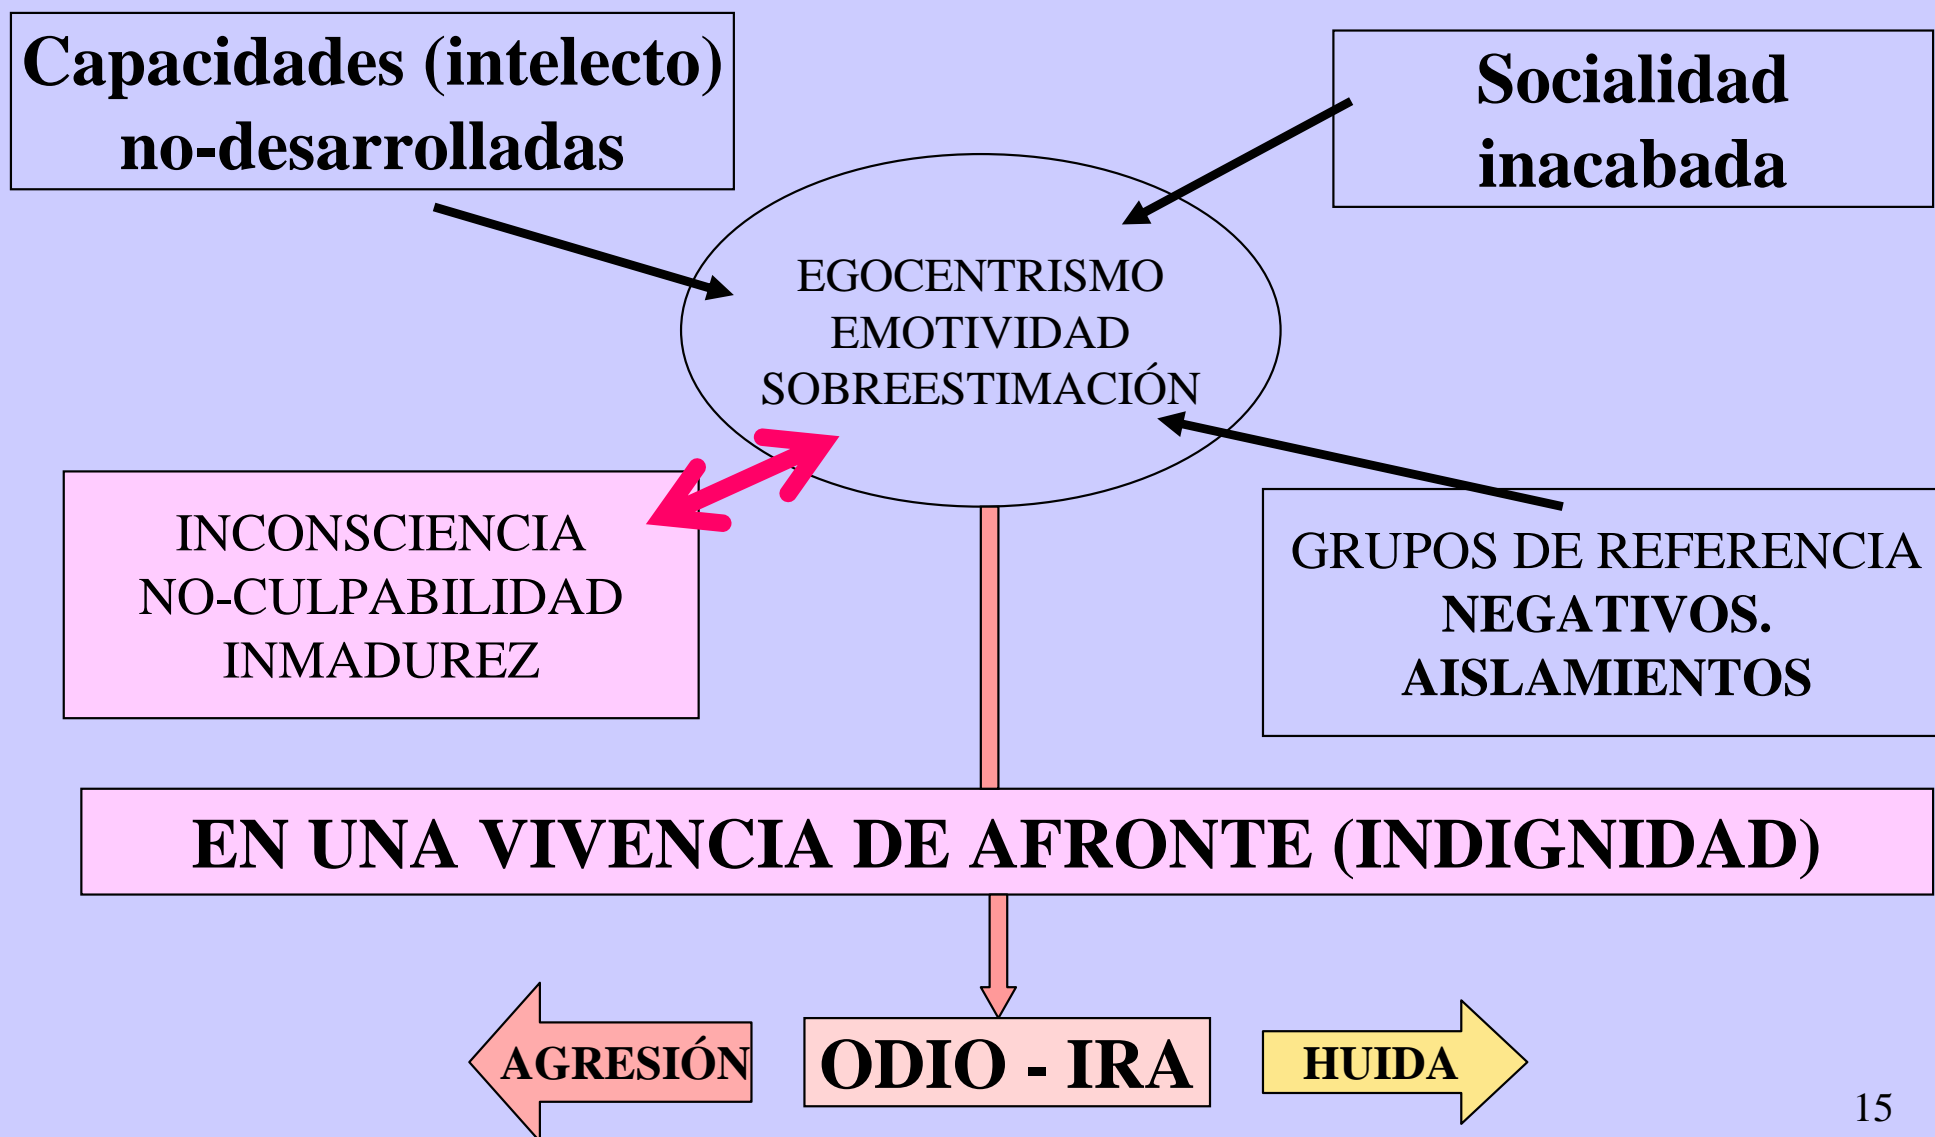 Capacidades (intelecto)
no-desarrolladas
Socialidad
inacabada
EGOCENTRISMO
EMOTIVIDAD
SOBREESTIMACIÓN
INCONSCIENCIA
NO-CULPABILIDAD
INMADUREZ
GRUPOS DE REFERENCIA
NEGATIVOS.
AISLAMIENTOS
EN UNA VIVENCIA DE AFRONTE (INDIGNIDAD)
AGRESIÓN
ODIO - IRA
HUIDA
15